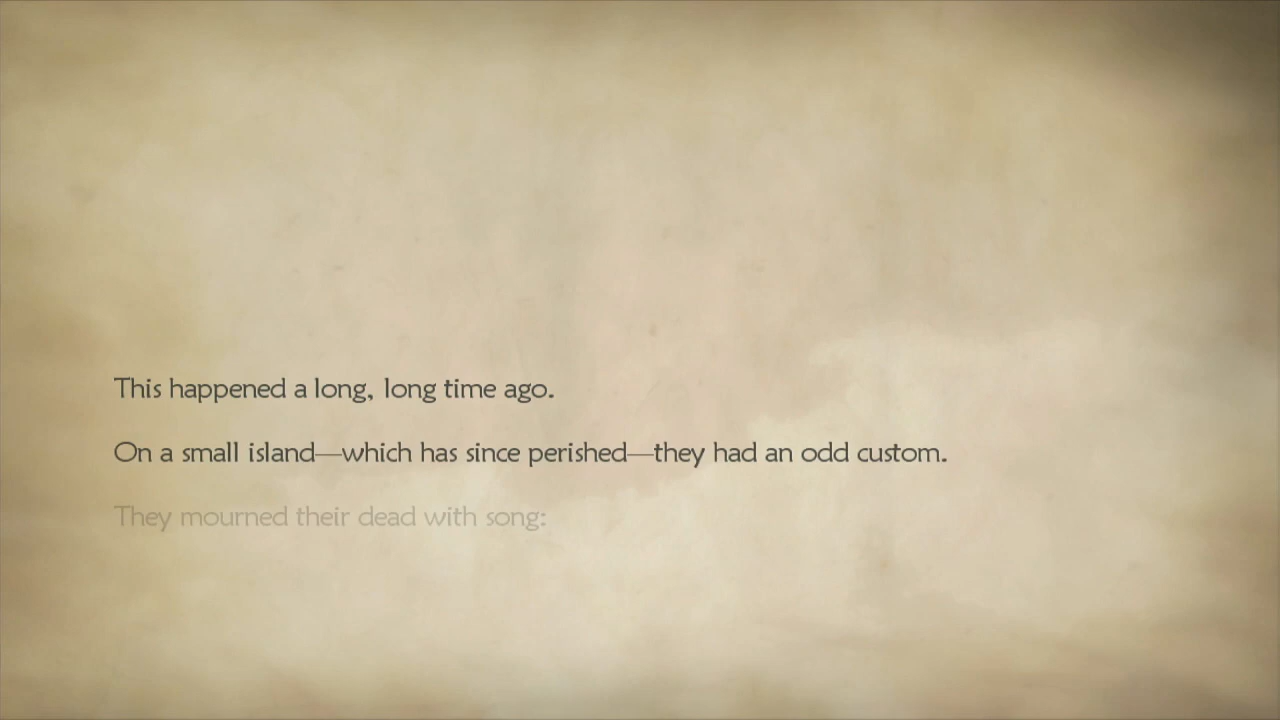 This happened a long, long time ago.
On a small island—which has since perished—they had an odd custom.
They mourned their dead with song: